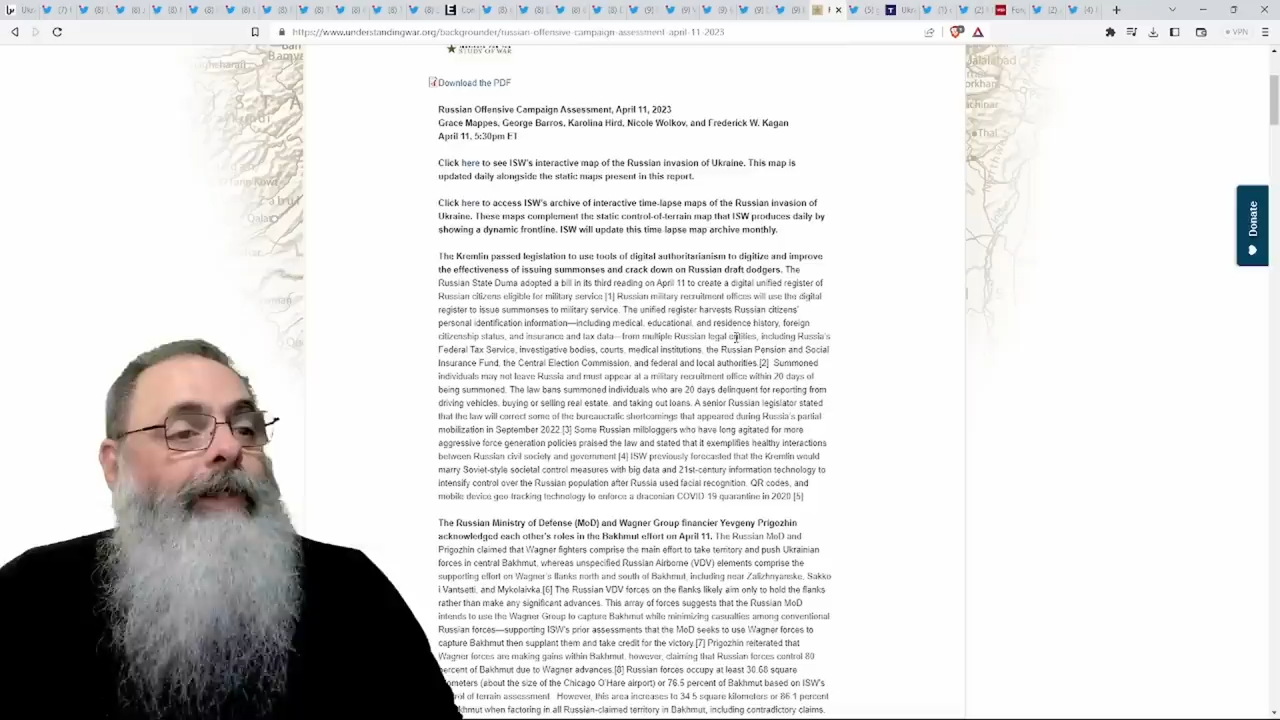 https://www.understandingwar.org/backgrounder/russian-offensive-campaign-assessment-april-11-2023
VPN
STUDY OF WAR
Download the PDF
Russian Offensive Campaign Assessment, April 11, 2023
Grace Mappes, George Barros, Karolina Hird, Nicole Wolkov, and Frederick W. Kagan
April 11, 5:30pm ET
Click here to see ISW's interactive map of the Russian invasion of Ukraine. This map is
updated daily alongside the static maps present in this report.
Click here to access ISW's archive of interactive time-lapse maps of the Russian invasion of
Ukraine. These maps complement the static control-of-terrain map that ISW produces daily by
showing a dynamic frontline. ISW will update this time lapse map archive monthly.
The Kremlin passed legislation to use tools of digital authoritarianism to digitize and improve
the effectiveness of issuing summonses and crack down on Russian draft dodgers. The
Russian State Duma adopted a bill in its third reading on April 11 to create a digital unified register of
Russian citizens eligible for military service.[1] Russian military recruitment offices will use the digital
register to issue summonses to military service. The unified register harvests Russian citizens'
personal identification information—including medical, educational, and residence history, foreign
citizenship status, and insurance and tax data—from multiple Russian legal entities, including Russia's
Federal Tax Service, investigative bodies, courts, medical institutions, the Russian Pension and Social
Insurance Fund, the Central Election Commission, and federal and local authorities.[2] Summoned
individuals may not leave Russia and must appear at a military recruitment office within 20 days of
being summoned. The law bans summoned individuals who are 20 days delinquent for reporting from
driving vehicles, buying or selling real estate, and taking out loans. A senior Russian legislator stated
that the law will correct some of the bureaucratic shortcomings that appeared during Russia's partial
mobilization in September 2022.[3] Some Russian milbloggers who have long agitated for more
aggressive force generation policies praised the law and stated that it exemplifies healthy interactions
between Russian civil society and government.[4] ISW previously forecasted that the Kremlin would
marry Soviet-style societal control measures with big data and 21st-century information technology to
intensify control over the Russian population after Russia used facial recognition, QR codes, and
mobile device geo tracking technology to enforce a draconian COVID-19 quarantine in 2020.[5]
The Russian Ministry of Defense (MoD) and Wagner Group financier Yevgeny Prigozhin
acknowledged each other's roles in the Bakhmut effort on April 11. The Russian MoD and
Prigozhin claimed that Wagner fighters comprise the main effort to take territory and push Ukrainian
forces in central Bakhmut, whereas unspecified Russian Airborne (VDV) elements comprise the
supporting effort on Wagner's flanks north and south of Bakhmut, including near Zaliznyanske, Sakko
i Vantsetti, and Mykolaivka.[6] The Russian VDV forces on the flanks likely aim only to hold the flanks
rather than make any significant advances. This array of forces suggests that the Russian MoD
intends to use the Wagner Group to capture Bakhmut while minimizing casualties among conventional
Russian forces—supporting ISW's prior assessments that the MoD seeks to use Wagner forces to
capture Bakhmut then supplant them and take credit for the victory.[7] Prigozhin reiterated that
Wagner forces are making gains within Bakhmut, however, claiming that Russian forces control 80
percent of Bakhmut due to Wagner advances.[8] Russian forces occupy at least 30.68 square
ometers (about the size of the Chicago O'Hare airport) or 76.5 percent of Bakhmut based on ISW's
rol of terrain assessment. However, this area increases to 34.5 square kilometers or 86.1 percent
khmut when factoring in all Russian-claimed territory in Bakhmut, including contradictory claims.
Donate
Thal